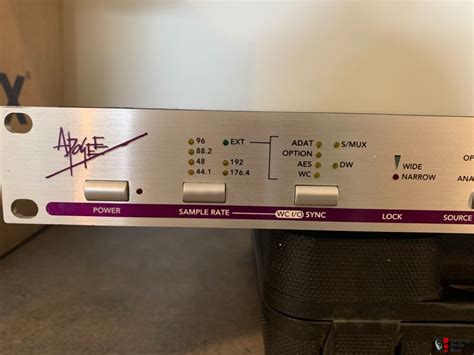 X
APOGEE
96
88.2
48
44.1
EXT
192
176.4
ADAT
OPTION
AES
WC
S/MUX
DW
WIDE
NARROW
POWER
SAMPLE RATE
WC I/O SYNC
LOCK
SOURCE